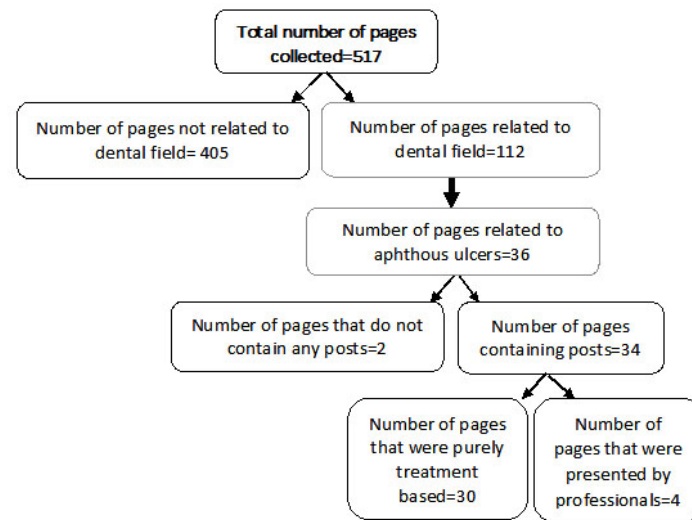 Total number of pages
collected=517
Number of pages not related to
dental field= 405
Number of pages related to
dental field=112
Number of pages related to
aphthous ulcers=36
Number of pages that do not
contain any posts=2
Number of pages
containing posts=34
Number of pages
that were purely
treatment
based=30
Number of
pages that were
presented by
professionals=4